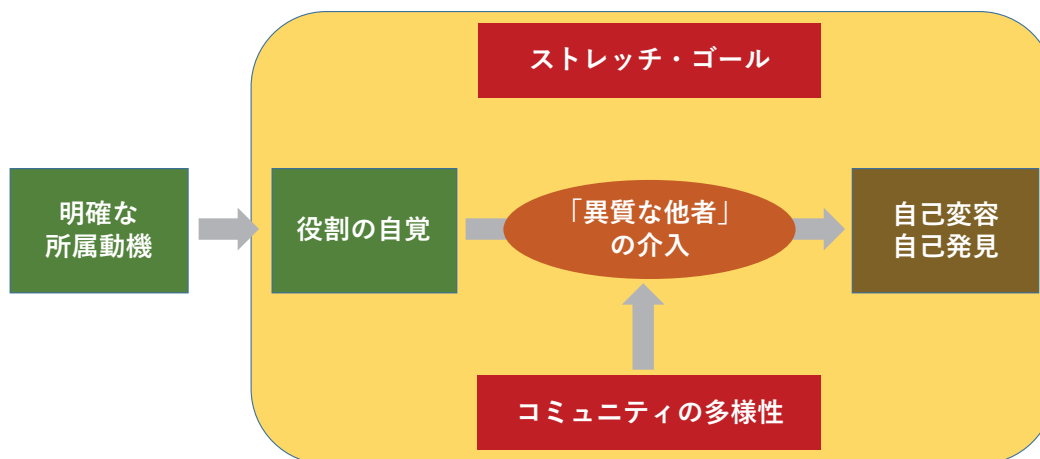 ストレッチ・ゴール
明確な
所属動機
役割の自覚
「異質な他者」
の介入
自己変容
自己発見
コミュニティの多様性